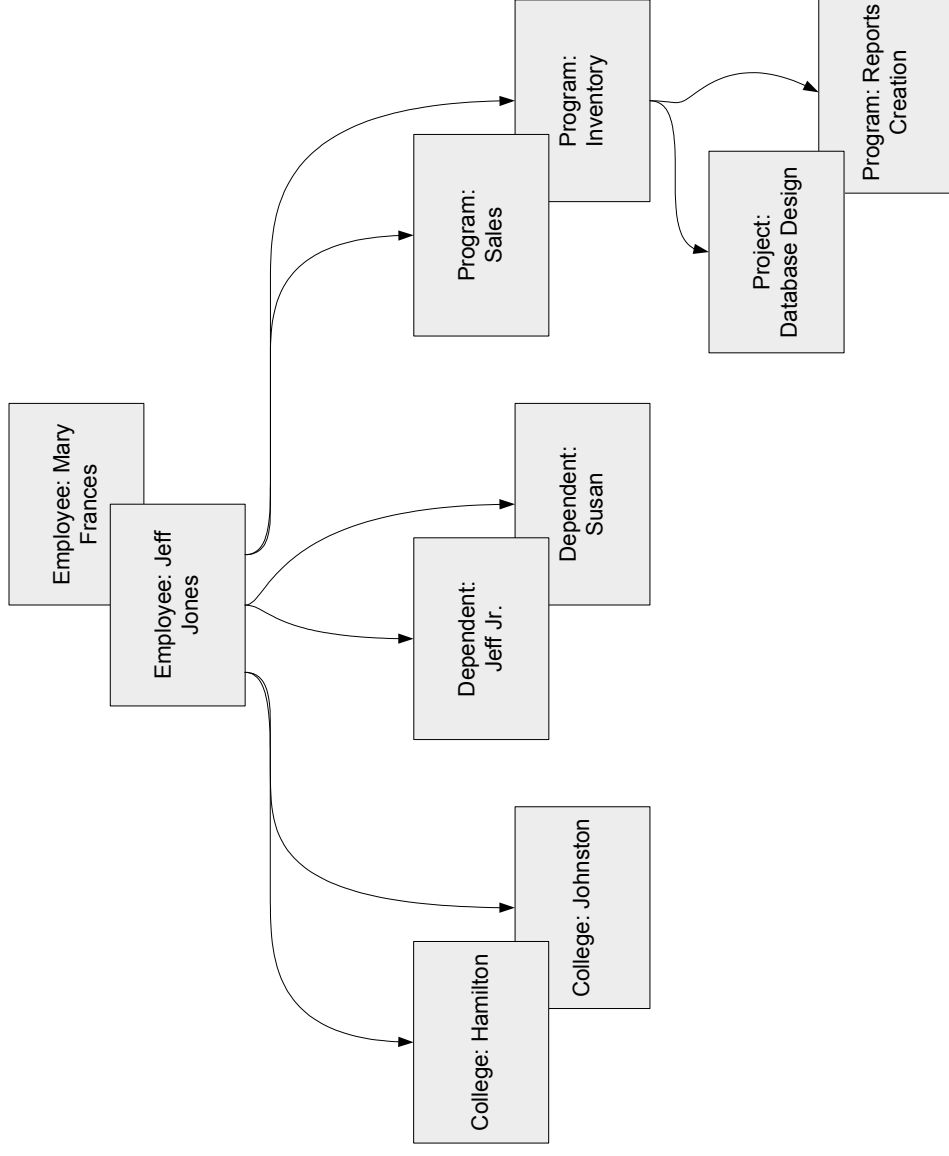 Employee: Mary
Frances
Employee: Jeff
Jones
College: Hamilton
College: Johnston
Dependent:
Jeff Jr.
Dependent:
Susan
Program:
Sales
Program:
Inventory
Project:
Database Design
Program: Reports
Creation